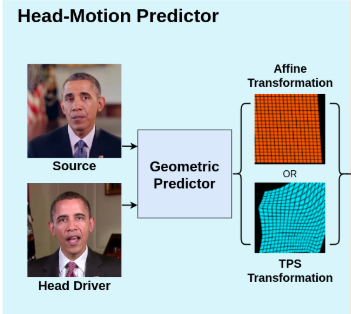 Head-Motion Predictor
Source
Head Driver
Geometric
Predictor
Affine
Transformation
OR
TPS
Transformation